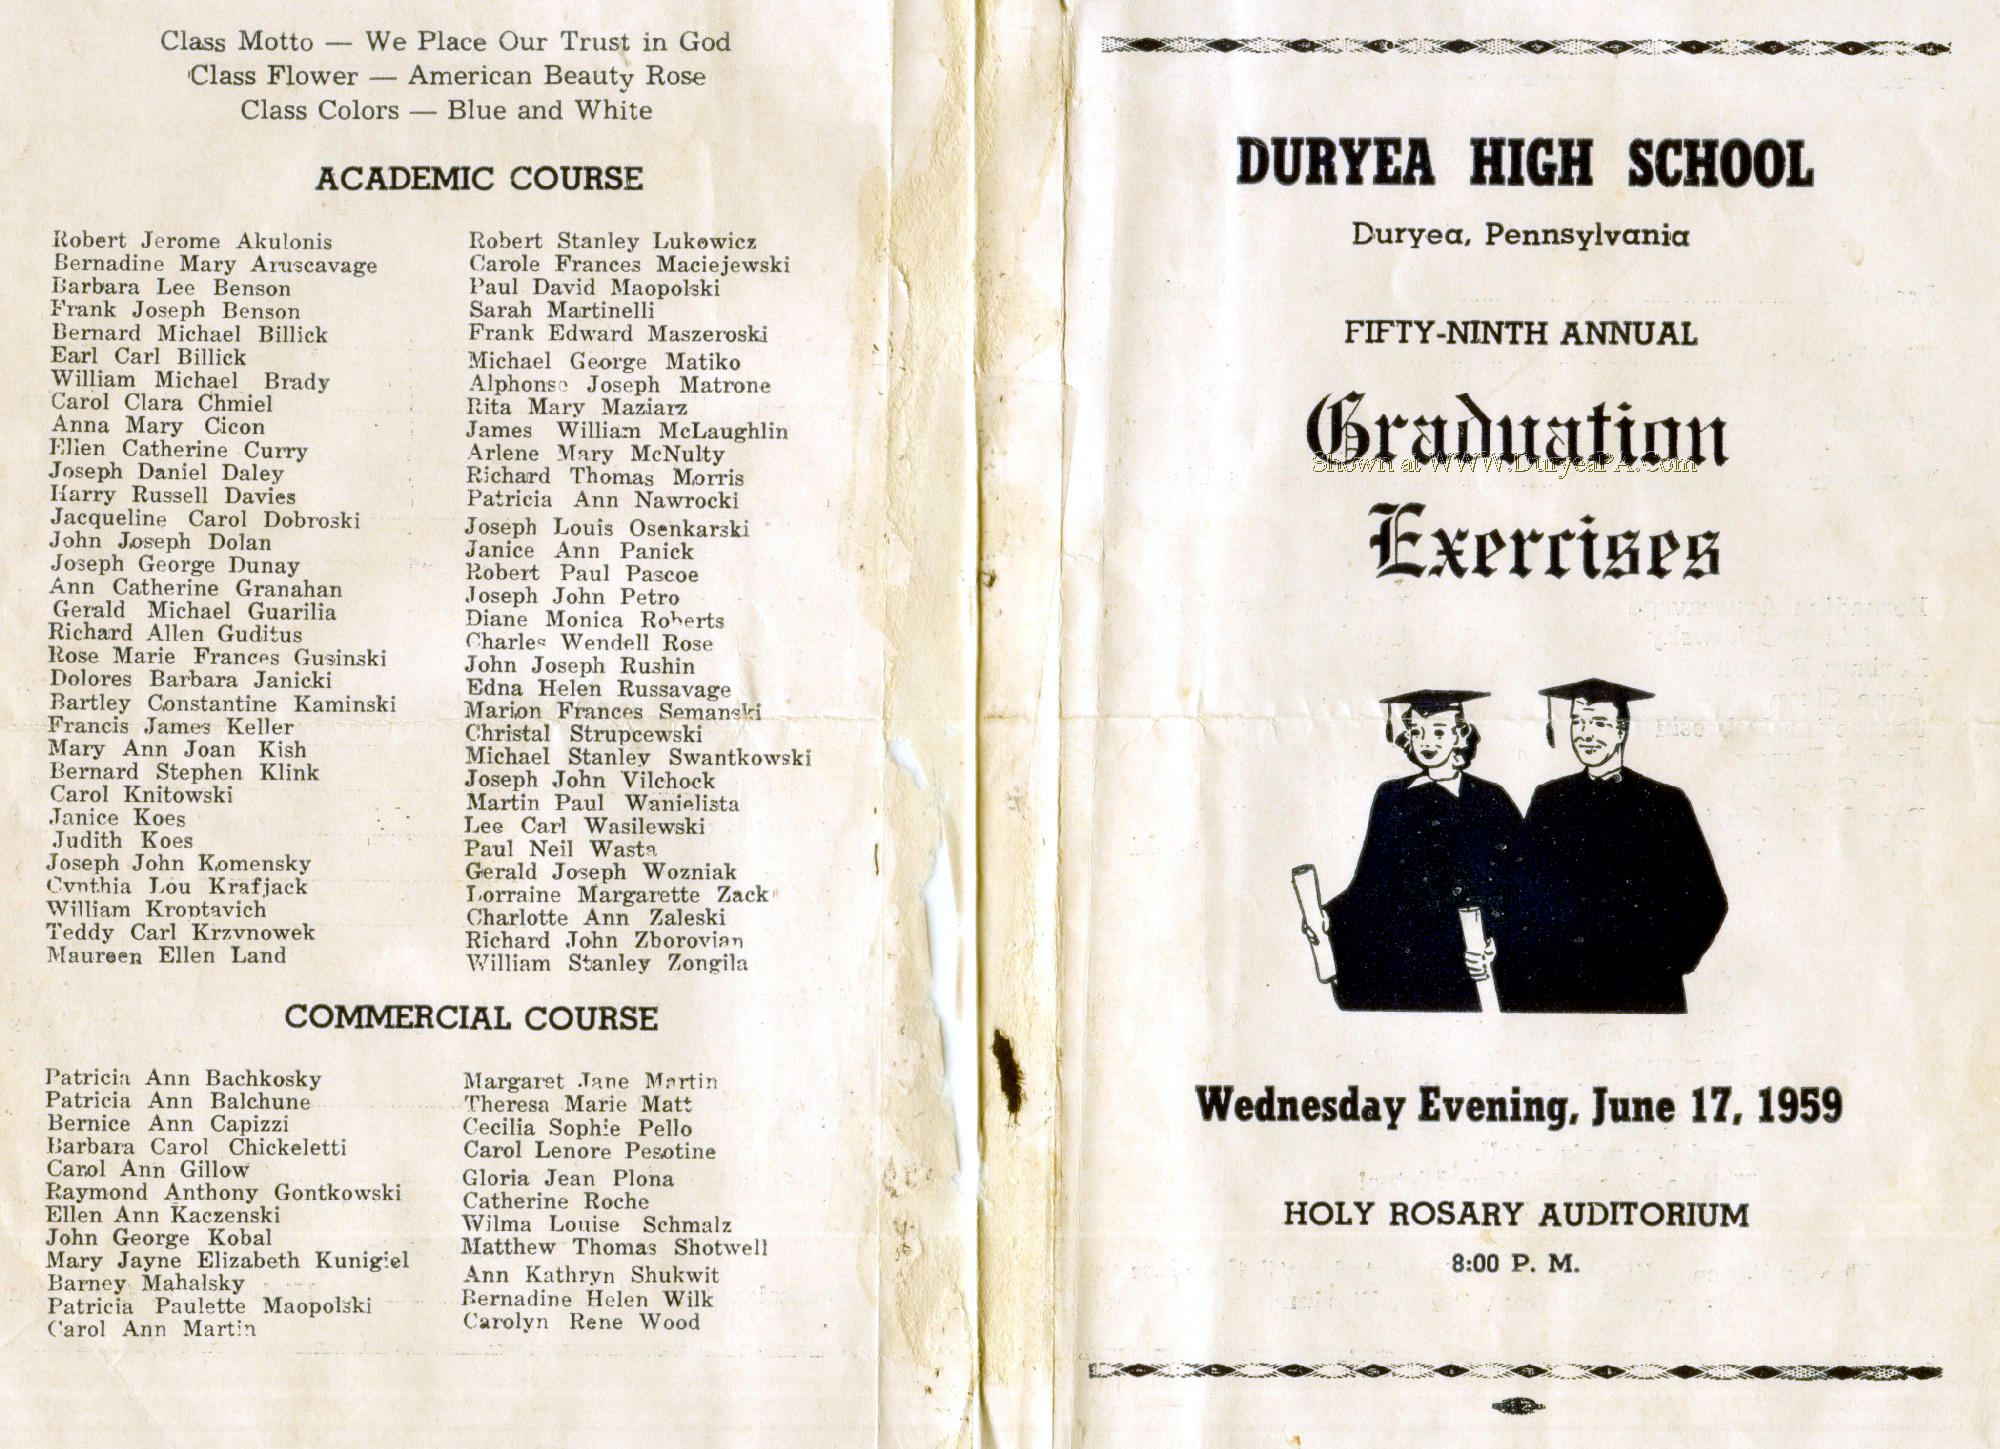 Class Motto — We Place Our Trust in God
Class Flower — American Beauty Rose
Class Colors — Blue and White
ACADEMIC COURSE
Robert Jerome Akulonis
Bernadine Mary Aruscavage
Barbara Lee Benson
Frank Joseph Benson
Bernard Michael Billick
Earl Carl Billick
William Michael Brady
Carol Clara Chmiel
Anna Mary Cicon
Ellen Catherine Curry
Joseph Daniel Daley
Harry Russell Davies
Jacqueline Carol Dobroski
John Joseph Dolan
Joseph George Dunay
Ann Catherine Granahan
Gerald Michael Guarilia
Richard Allen Guditus
Rose Marie Frances Gusinski
Dolores Barbara Janicki
Bartley Constantine Kaminski
Francis James Keller
Mary Ann Joan Kish
Bernard Stephen Klink
Carol Knitowski
Janice Koes
Judith Koes
Joseph John Komensky
Cynthia Lou Krafjack
William Kroptavich
Teddy Carl Krzynowek
Maureen Ellen Land
Robert Stanley Lukowicz
Carole Frances Maciejewski
Paul David Maopolski
Sarah Martinelli
Frank Edward Maszeroski
Michael George Matiko
Alphonse Joseph Matrone
Rita Mary Maziarz
James William McLaughlin
Arlene Mary McNulty
Richard Thomas Morris
Patricia Ann Nawrocki
Joseph Louis Osenkarski
Janice Ann Panick
Robert Paul Pascoe
Joseph John Petro
Diane Monica Roberts
Charles Wendell Rose
John Joseph Rushin
Edna Helen Russavage
Marion Frances Semanski
Christal Strupcewski
Michael Stanley Swantkowski
Joseph John Vilchock
Martin Paul Wanielista
Lee Carl Wasilewski
Paul Neil Wasta
Gerald Joseph Wozniak
Lorraine Margarette Zack
Charlotte Ann Zaleski
Richard John Zborovian
William Stanley Zongila
COMMERCIAL COURSE
Patricia Ann Bachkosky
Patricia Ann Balchune
Bernice Ann Capizzi
Barbara Carol Chickeletti
Carol Ann Gillow
Raymond Anthony Gontkowski
Ellen Ann Kaczenski
John George Kobal
Mary Jayne Elizabeth Kunigiel
Barney Mahalsky
Patricia Paulette Maopolski
Carol Ann Martin
Margaret Jane Martin
Theresa Marie Matt
Cecilia Sophie Pello
Carol Lenore Pesotine
Gloria Jean Plona
Catherine Roche
Wilma Louise Schmalz
Matthew Thomas Shotwell
Ann Kathryn Shukwit
Bernadine Helen Wilk
Carolyn Rene Wood
DURYEA HIGH SCHOOL
Duryea, Pennsylvania
FIFTY-NINTH ANNUAL
Graduation
Shown at WWW.DuryeaPA.Com
Exercises
Wednesday Evening, June 17, 1959
HOLY ROSARY AUDITORIUM
8:00 P. M.